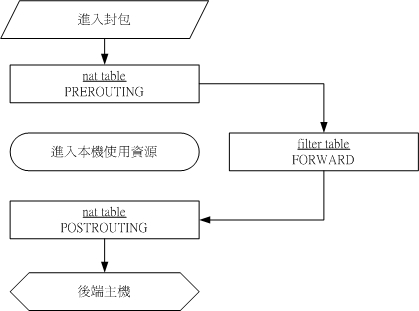 進入封包
nat table
PREROUTING
進入本機使用資源
filter table
FORWARD
nat table
POSTROUTING
後端主機